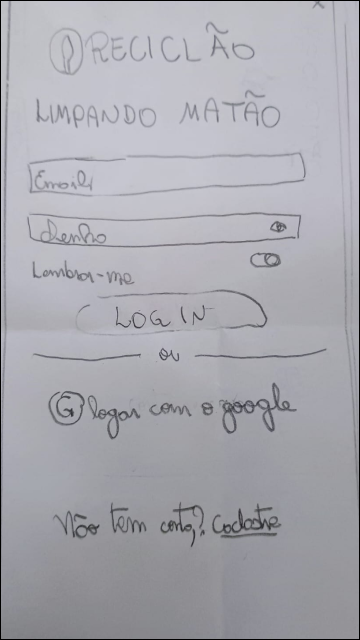 RECICLÃO
LIMPANDO MATÃO
Email
Senha
Lembrar-me
LOGIN
ou
G logar com o google
Não tem conta? Cadastre